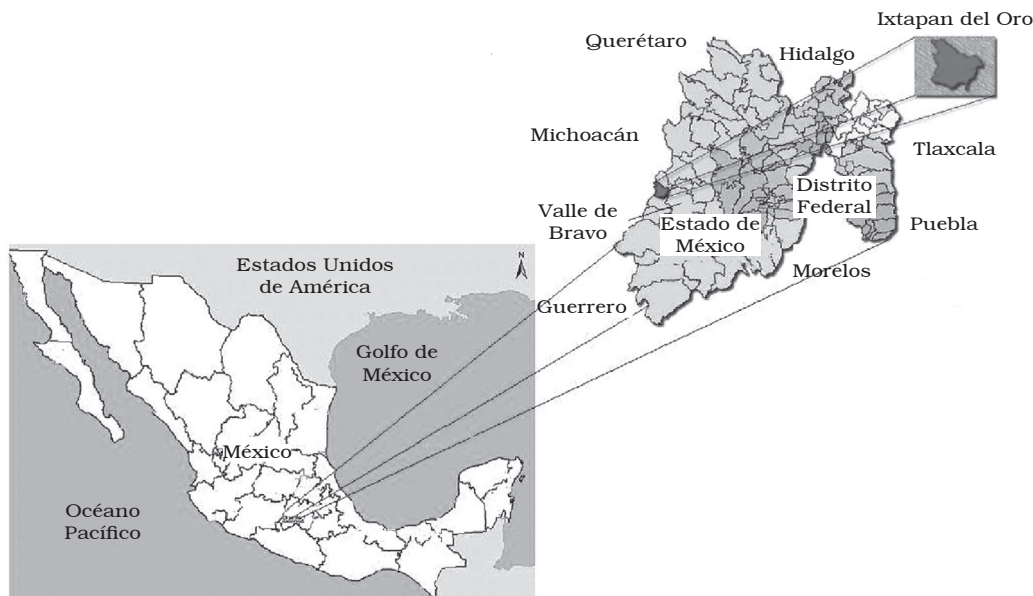 Ixtapan del Oro
Querétaro
Hidalgo
Michoacán
Tlaxcala
Distrito
Federal
Valle de
Bravo
Estado de
México
Puebla
Morelos
Guerrero
Estados Unidos
de América
N
Golfo de
México
México
Océano
Pacífico